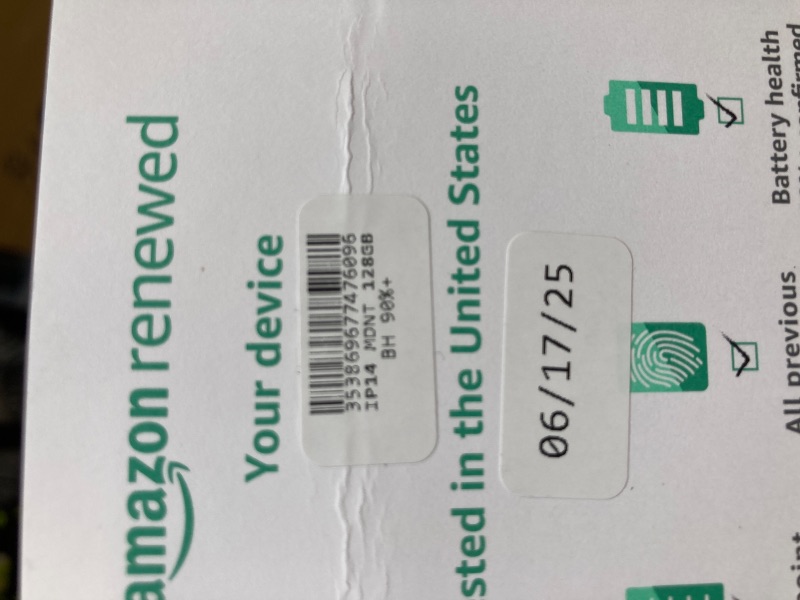 amazon renewed
Your device
353869677476096
IP14 MDNT 128GB
BH 90%+
sted in the United States
06/17/25
Battery health
All previous